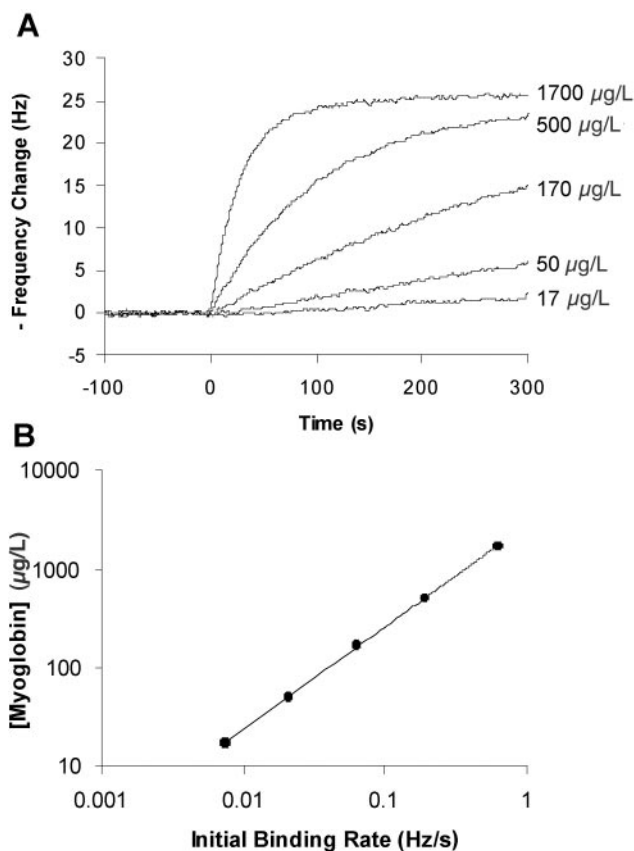 A
- Frequency Change (Hz)
30
25
20
15
10
5
0
-5
-100
0
100
200
300
Time (s)
1700 µg/L
500 µg/L
170 µg/L
50 µg/L
17 µg/L
B
[Myoglobin] (µg/L)
10000
1000
100
10
0.001
0.01
0.1
1
Initial Binding Rate (Hz/s)